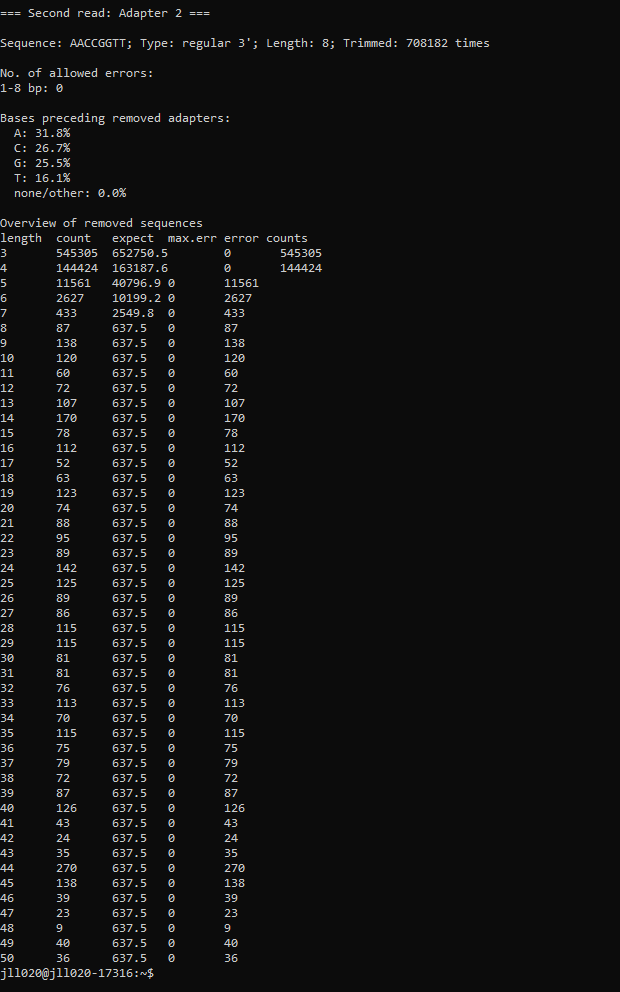 === Second read: Adapter 2 ===
Sequence: AACCGGTT; Type: regular 3'; Length: 8; Trimmed: 708182 times
No. of allowed errors:
1-8 bp: 0
Bases preceding removed adapters:
A: 31.8%
C: 26.7%
G: 25.5%
T: 16.1%
none/other: 0.0%
Overview of removed sequences
length count expect max.err error counts
3 545305 652750.5 0 545305
4 144424 163187.6 0 144424
5 11561 40796.9 0 11561
6 2627 10199.2 0 2627
7 433 2549.8 0 433
8 87 637.5 0 87
9 138 637.5 0 138
10 120 637.5 0 120
11 60 637.5 0 60
12 72 637.5 0 72
13 107 637.5 0 107
14 170 637.5 0 170
15 78 637.5 0 78
16 112 637.5 0 112
17 52 637.5 0 52
18 63 637.5 0 63
19 123 637.5 0 123
20 74 637.5 0 74
21 88 637.5 0 88
22 95 637.5 0 95
23 89 637.5 0 89
24 142 637.5 0 142
25 125 637.5 0 125
26 89 637.5 0 89
27 86 637.5 0 86
28 115 637.5 0 115
29 115 637.5 0 115
30 81 637.5 0 81
31 81 637.5 0 81
32 76 637.5 0 76
33 113 637.5 0 113
34 70 637.5 0 70
35 115 637.5 0 115
36 75 637.5 0 75
37 79 637.5 0 79
38 72 637.5 0 72
39 87 637.5 0 87
40 126 637.5 0 126
41 43 637.5 0 43
42 24 637.5 0 24
43 35 637.5 0 35
44 270 637.5 0 270
45 138 637.5 0 138
46 39 637.5 0 39
47 23 637.5 0 23
48 9 637.5 0 9
49 40 637.5 0 40
50 36 637.5 0 36
jll020@jll020-17316:~$